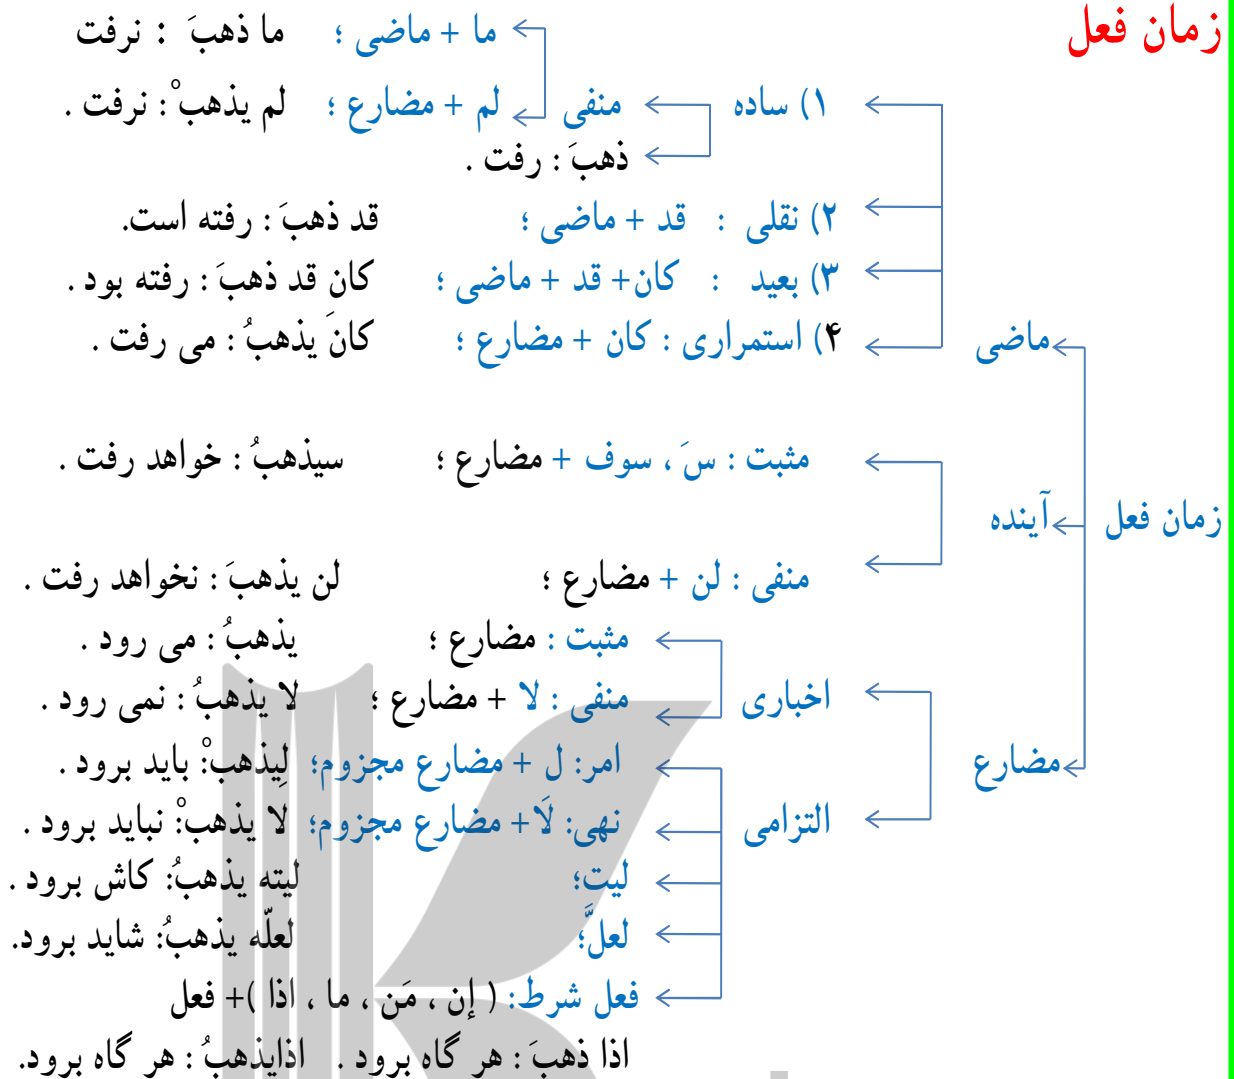 زمان فعل
ما + ماضی ؛ ما ذهبَ : نرفت
۱) ساده منفی لم + مضارع ؛ لم یذهبْ : نرفت .
ذهبَ : رفت .
۲) نقلی : قد + ماضی ؛ قد ذهبَ : رفته است.
۳) بعید : کان+ قد + ماضی ؛ کان قد ذهبَ : رفته بود .
ماضی ۴) استمراری : کان + مضارع ؛ کانَ یذهبُ : می رفت .
مثبت : سَ ، سوف + مضارع ؛ سیذهبُ : خواهد رفت .
زمان فعل آینده
منفی : لن + مضارع ؛ لن یذهبَ : نخواهد رفت .
مثبت : مضارع ؛ یذهبُ : می رود .
اخباری منفی : لا + مضارع ؛ لا یذهبُ : نمی رود .
مضارع امر: ل + مضارع مجزوم؛ لِیذهبْ: باید برود .
التزامی نهی: لَا+ مضارع مجزوم؛ لَا یذهبْ: نباید برود .
لیت؛ لیته یذهبُ: کاش برود .
لعلَّ؛ لعلّه یذهبُ: شاید برود.
فعل شرط: ( إن ، مَن ، ما ، اذا )+ فعل
اذا ذهبَ : هر گاه برود . اذایذهبُ : هر گاه برود.